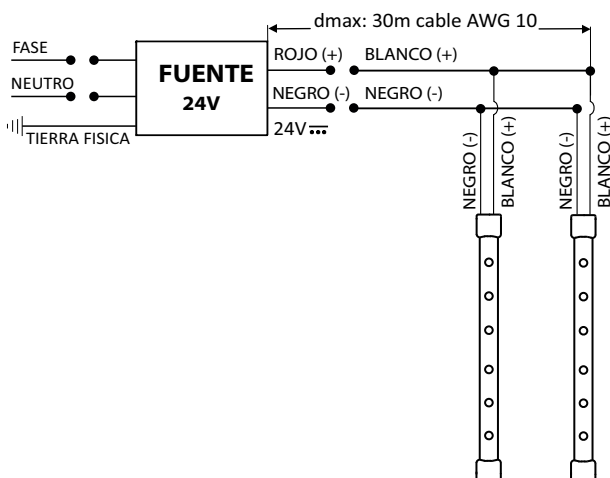 dmax: 30m cable AWG 10
FASE
NEUTRO
TIERRA FISICA
FUENTE
24V
ROJO (+)
BLANCO (+)
NEGRO (-)
NEGRO (-)
24V
NEGRO (-)
BLANCO (+)
NEGRO (-)
BLANCO (+)